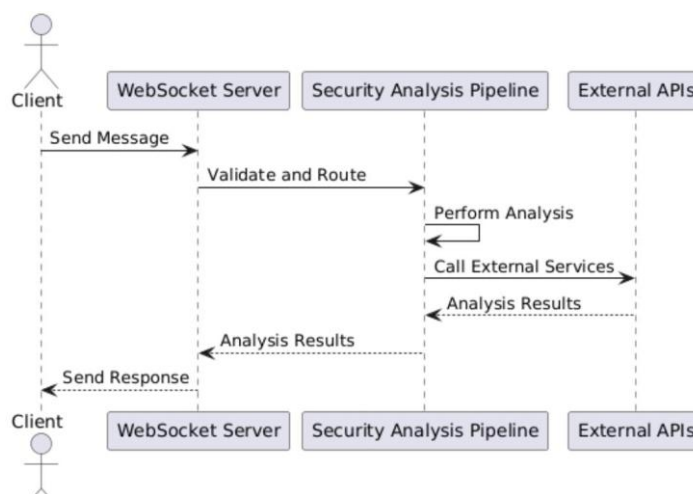 Client
WebSocket Server
Security Analysis Pipeline
External APIs
Send Message
Validate and Route
Perform Analysis
Call External Services
Analysis Results
Analysis Results
Send Response
Client
WebSocket Server
Security Analysis Pipeline
External APIs